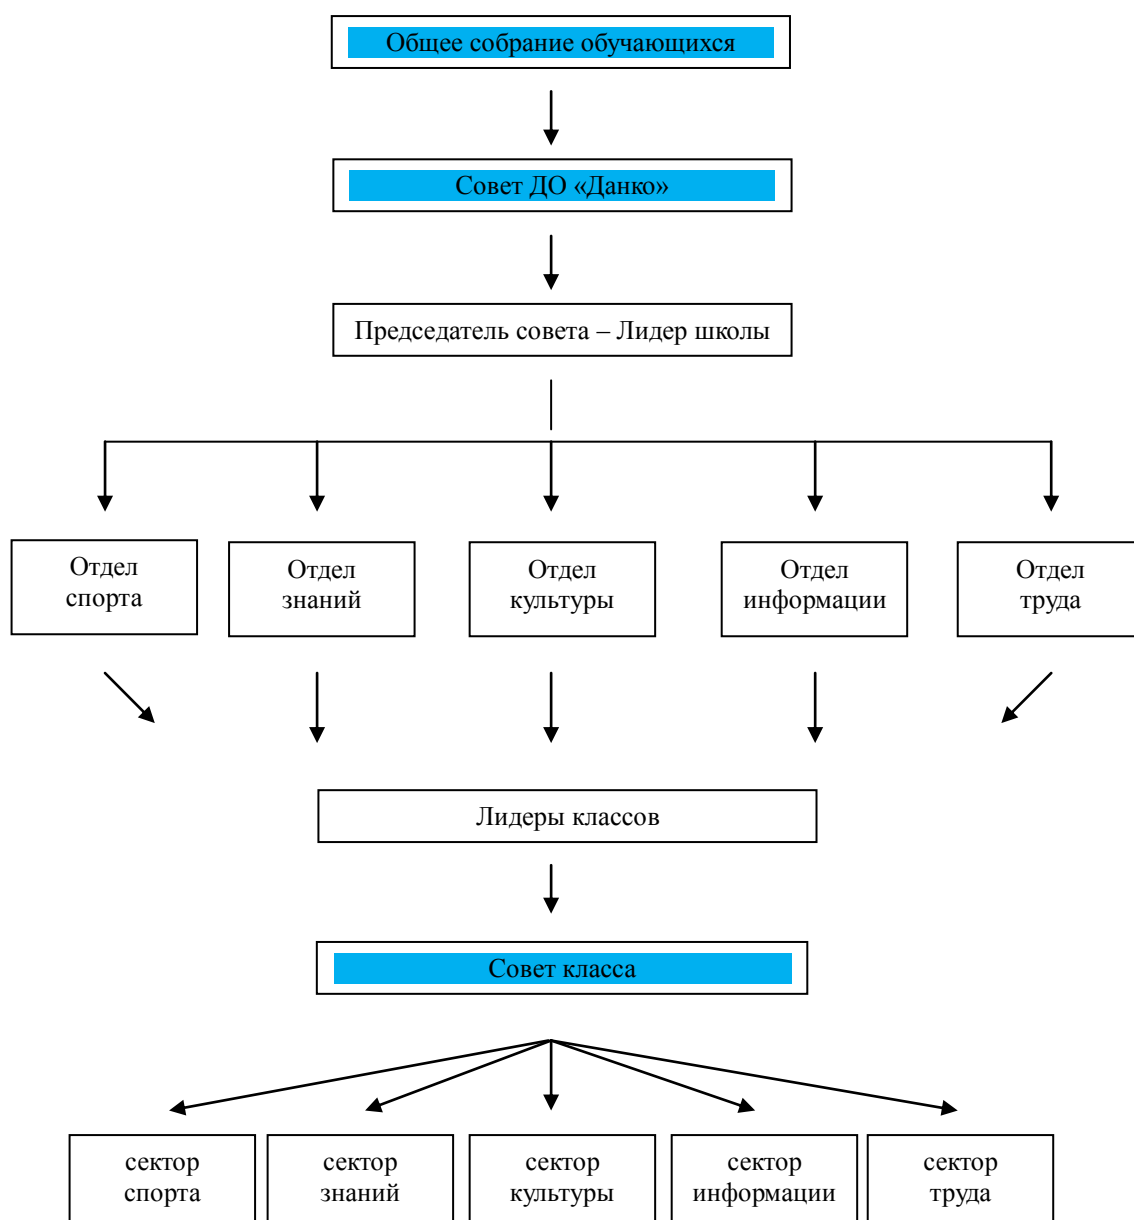 Общее собрание обучающихся
Совет ДО «Данко»
Председатель совета – Лидер школы
Отдел
спорта
Отдел
знаний
Отдел
культуры
Отдел
информации
Отдел
труда
Лидеры классов
Совет класса
сектор
спорта
сектор
знаний
сектор
культуры
сектор
информации
сектор
труда